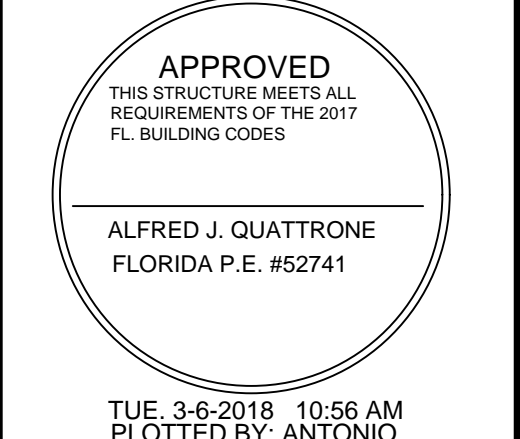 APPROVED
THIS STRUCTURE MEETS ALL
REQUIREMENTS OF THE 2017
FL. BUILDING CODES
ALFRED J. QUATTRONE
FLORIDA P.E. #52741
TUE. 3-6-2018 10:56 AM
PLOTTED BY: ANTONIO